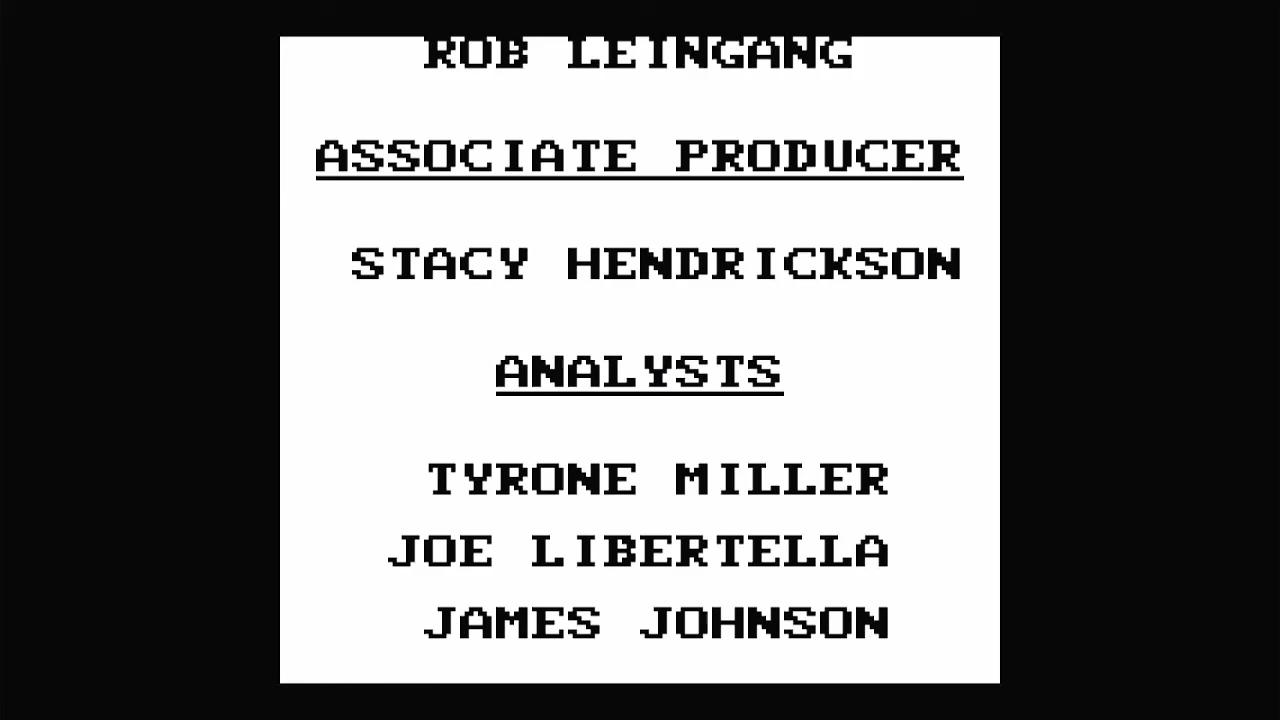 ROB LEINGANG
ASSOCIATE PRODUCER
STACY HENDRICKSON
ANALYSTS
TYRONE MILLER
JOE LIBERTELLA
JAMES JOHNSON